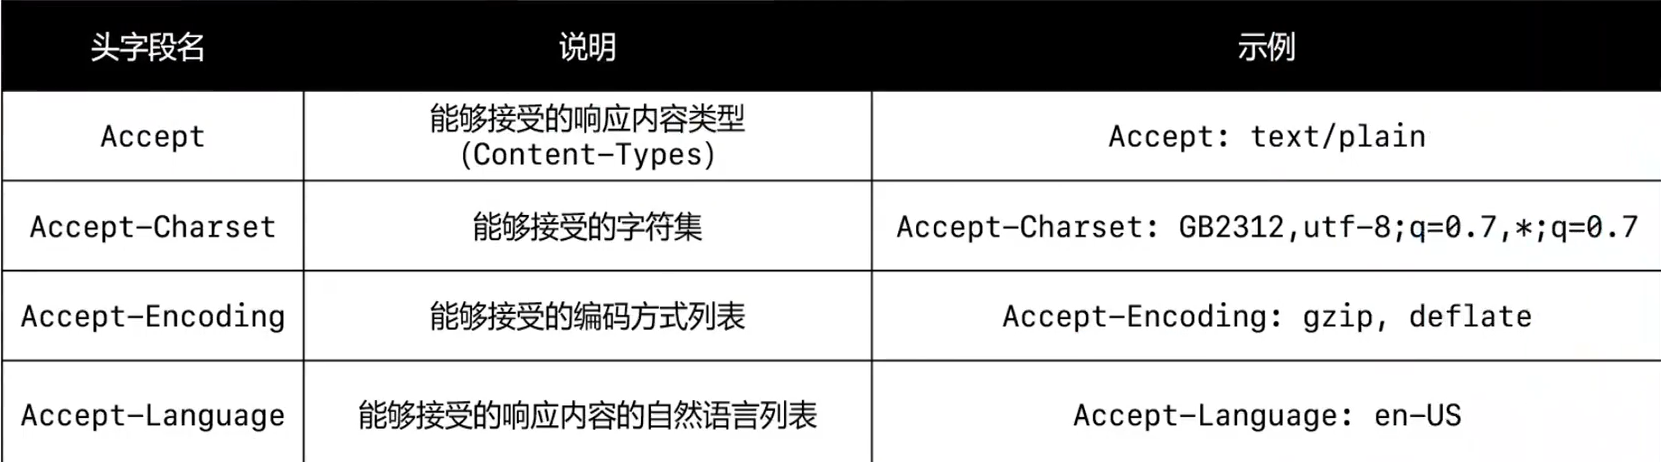 头字段名 说明 示例
Accept 能够接受的响应内容类型 Accept: text/plain
(Content-Types)
Accept-Charset 能够接受的字符集 Accept-Charset: GB2312,utf-8;q=0.7,*;q=0.7
Accept-Encoding 能够接受的编码方式列表 Accept-Encoding: gzip, deflate
Accept-Language 能够接受的响应内容的自然语言列表 Accept-Language: en-US